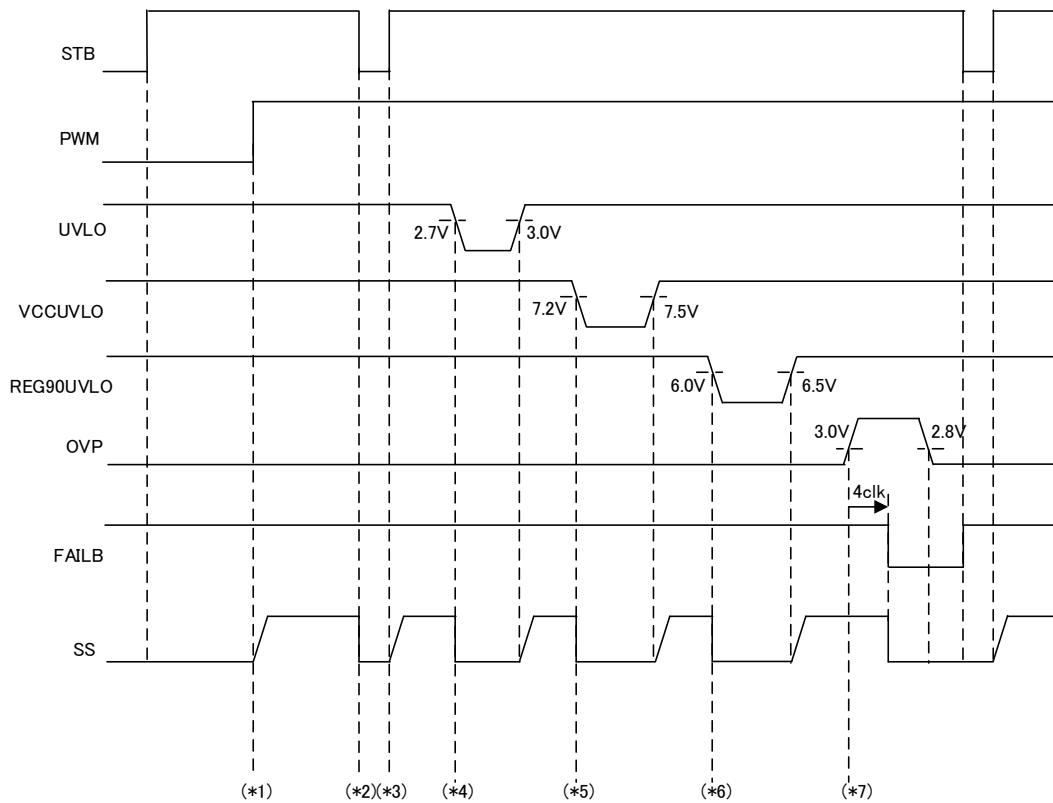 STB
PWM
UVLO
2.7V
3.0V
VCCUVLO
7.2V
7.5V
REG90UVLO
6.0V
6.5V
OVP
3.0V
2.8V
4clk
FAILB
SS
(*1)
(*2)
(*3)
(*4)
(*5)
(*6)
(*7)